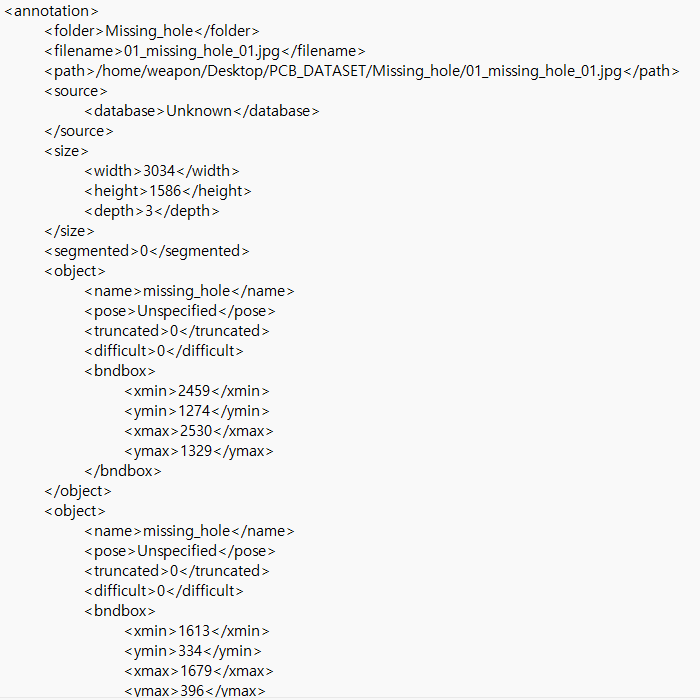 <annotation>
<folder>Missing_hole</folder>
<filename>01_missing_hole_01.jpg</filename>
<path>/home/weapon/Desktop/PCB_DATASET/Missing_hole/01_missing_hole_01.jpg</path>
<source>
<database>Unknown</database>
</source>
<size>
<width>3034</width>
<height>1586</height>
<depth>3</depth>
</size>
<segmented>0</segmented>
<object>
<name>missing_hole</name>
<pose>Unspecified</pose>
<truncated>0</truncated>
<difficult>0</difficult>
<bndbox>
<xmin>2459</xmin>
<ymin>1274</ymin>
<xmax>2530</xmax>
<ymax>1329</ymax>
</bndbox>
</object>
<object>
<name>missing_hole</name>
<pose>Unspecified</pose>
<truncated>0</truncated>
<difficult>0</difficult>
<bndbox>
<xmin>1613</xmin>
<ymin>334</ymin>
<xmax>1679</xmax>
<ymax>396</ymax>